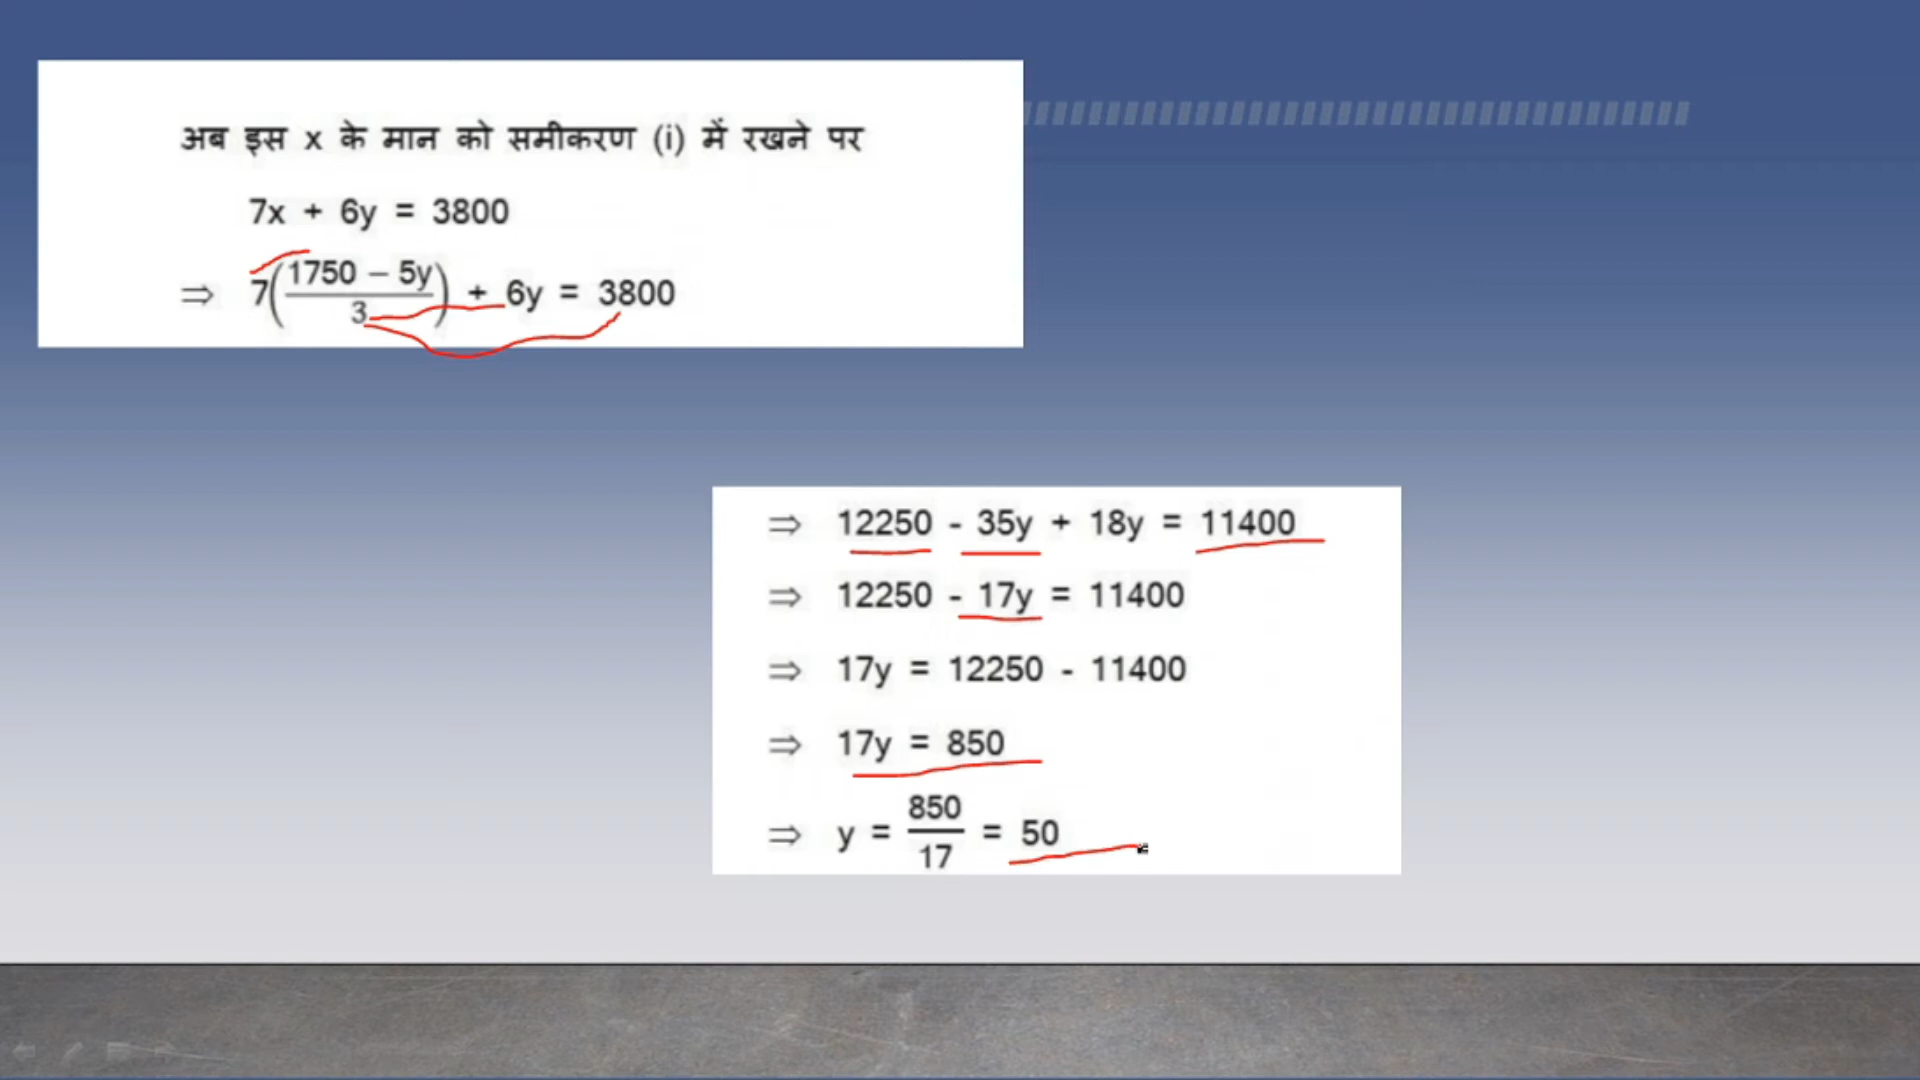 अब इस x के मान को समीकरण (i) में रखने पर
7x + 6y = 3800
⇒ 7(1750 – 5y / 3) + 6y = 3800
⇒ 12250 - 35y + 18y = 11400
⇒ 12250 - 17y = 11400
⇒ 17y = 12250 - 11400
⇒ 17y = 850
⇒ y = 850 / 17 = 50